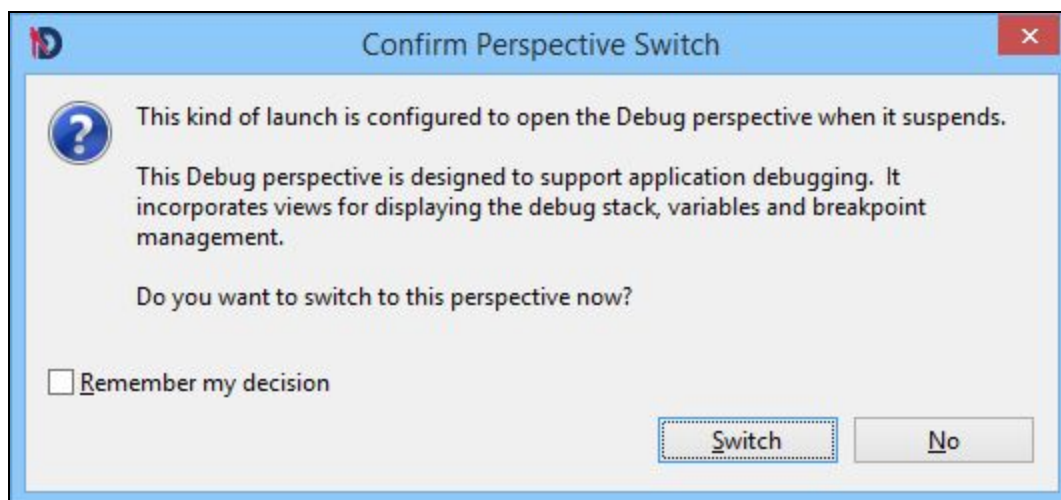 Confirm Perspective Switch
This kind of launch is configured to open the Debug perspective when it suspends.
This Debug perspective is designed to support application debugging.  It
incorporates views for displaying the debug stack, variables and breakpoint
management.
Do you want to switch to this perspective now?
Remember my decision
Switch
No